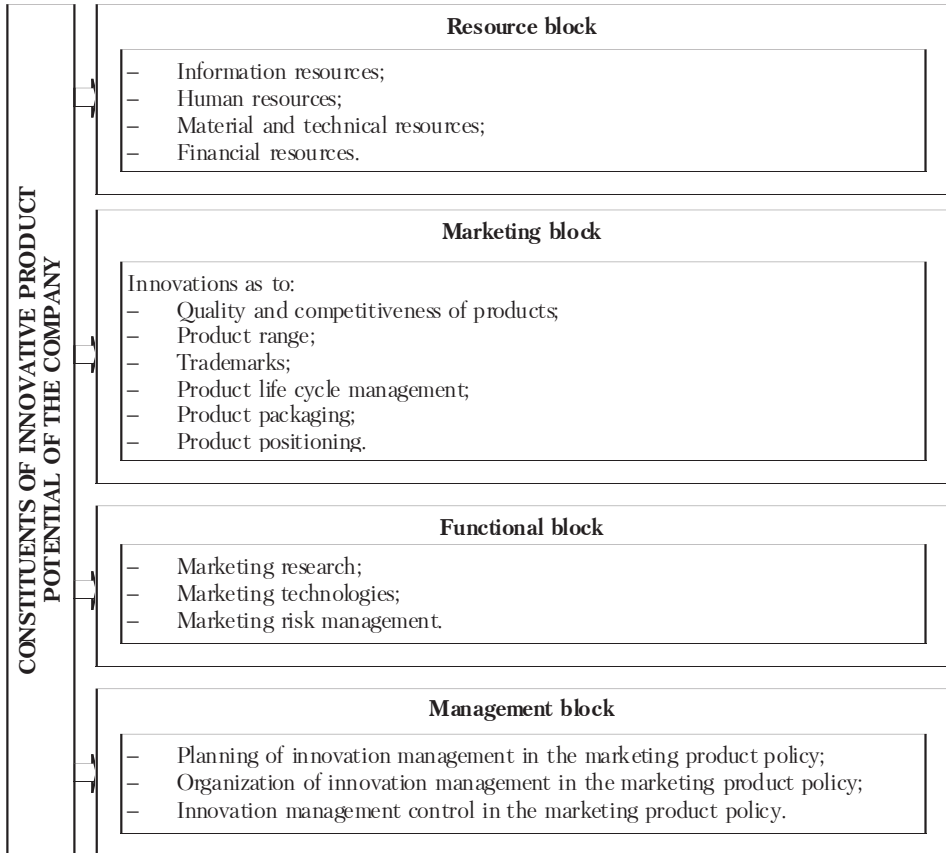 CONSTITUENTS OF INNOVATIVE PRODUCT
POTENTIAL OF THE COMPANY
Resource block
– Information resources;
– Human resources;
– Material and technical resources;
– Financial resources.
Marketing block
Innovations as to:
– Quality and competitiveness of products;
– Product range;
– Trademarks;
– Product life cycle management;
– Product packaging;
– Product positioning.
Functional block
– Marketing research;
– Marketing technologies;
– Marketing risk management.
Management block
– Planning of innovation management in the marketing product policy;
– Organization of innovation management in the marketing product policy;
– Innovation management control in the marketing product policy.